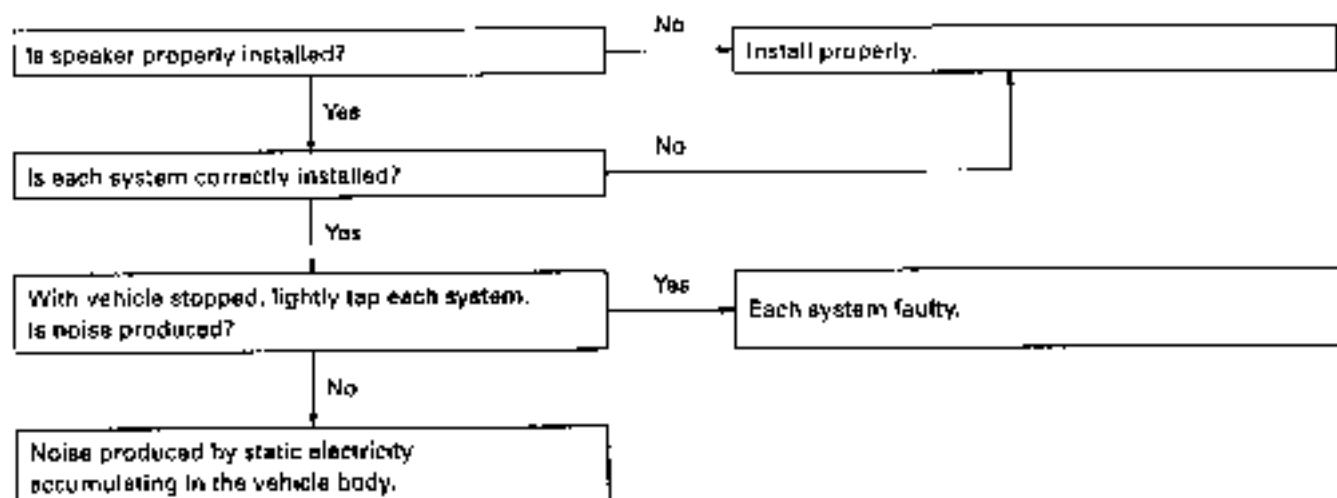 Is speaker properly installed?
No
Install properly.
Yes
Is each system correctly installed?
No
Yes
With vehicle stopped, lightly tap each system.
Is noise produced?
Yes
Each system faulty.
No
Noise produced by static electricity
accumulating in the vehicle body.